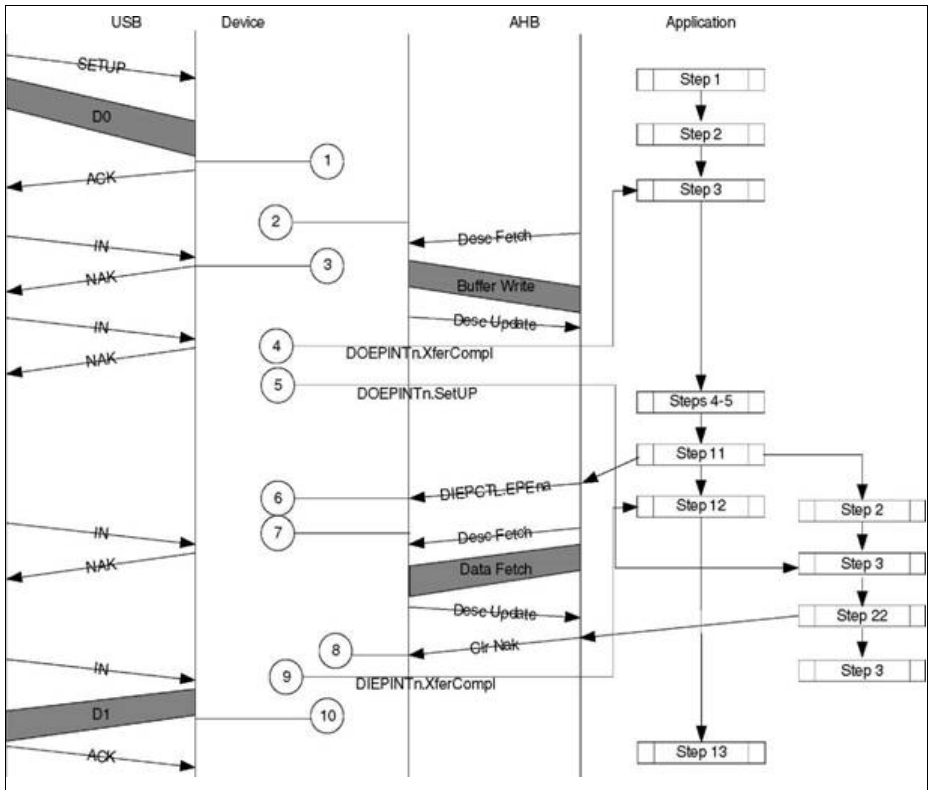 USB Device AHB Application
SETUP
Step 1
D0
Step 2
1
ACK
Step 3
2
Desc Fetch
IN
3
NAK
Buffer Write
IN
Desc Update
4
DOEPINTn.XferCompl
NAK
5
DOEPINTn.SetUP
Steps 4-5
Step 11
DIEPCTL.EPEna
6
Step 12
Step 2
IN
7
Desc Fetch
NAK
Data Fetch
Step 3
Desc Update
Step 22
Clr Nak
8
IN
9
DIEPINTn.XferCompl
Step 3
D1
10
ACK
Step 13